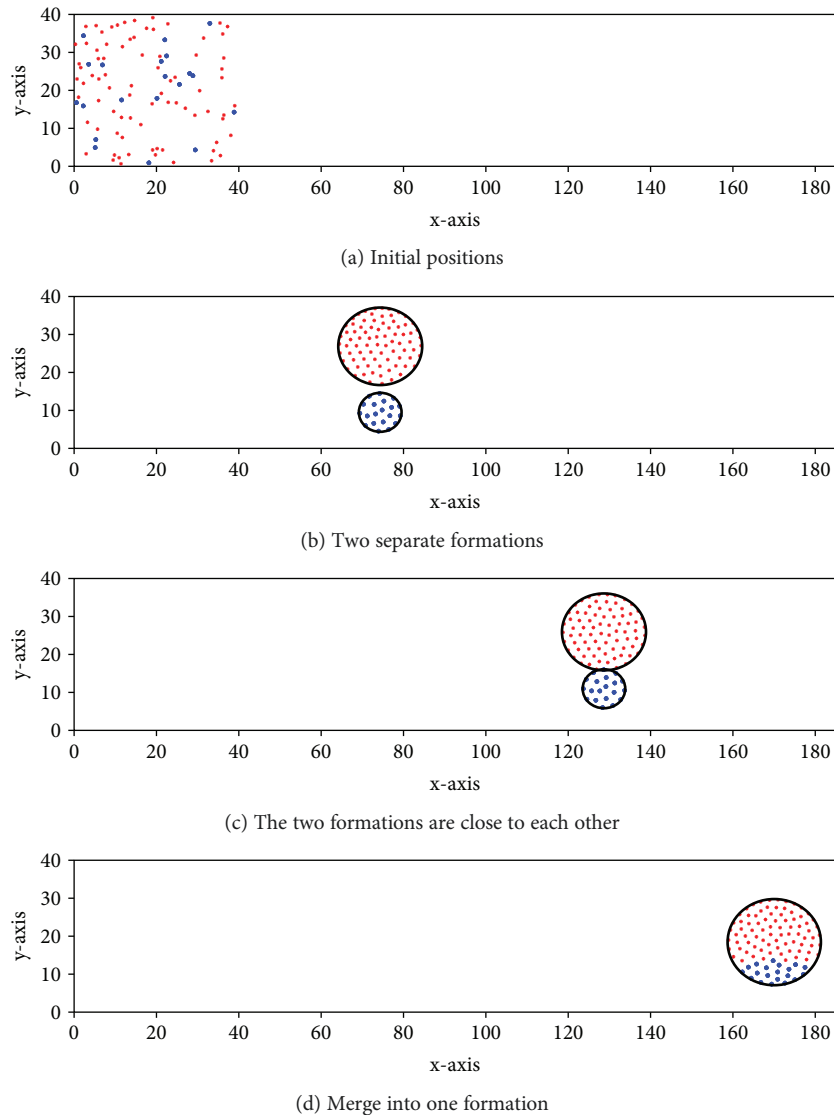 40
30
20
10
0
y-axis
0 20 40 60 80 100 120 140 160 180
x-axis
(a) Initial positions
40
30
20
10
0
y-axis
0 20 40 60 80 100 120 140 160 180
x-axis
(b) Two separate formations
40
30
20
10
0
y-axis
0 20 40 60 80 100 120 140 160 180
x-axis
(c) The two formations are close to each other
40
30
20
10
0
y-axis
0 20 40 60 80 100 120 140 160 180
x-axis
(d) Merge into one formation